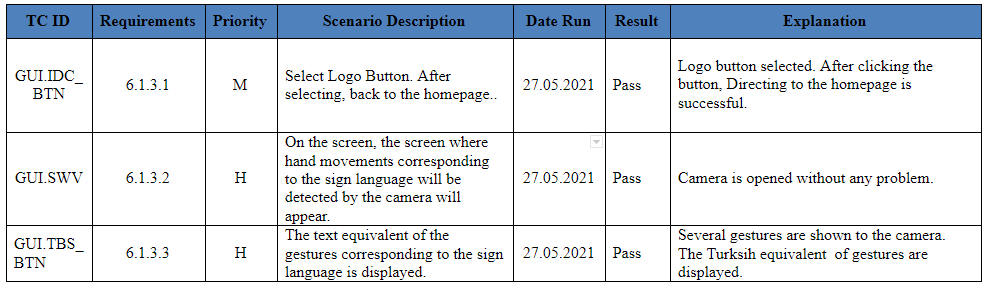 TC ID Requirements Priority Scenario Description Date Run Result Explanation
GUI.IDC_
BTN
6.1.3.1
M
Select Logo Button. After
selecting, back to the homepage..
27.05.2021
Pass
Logo button selected. After clicking the
button, Directing to the homepage is
successful.
GUI.SWV
6.1.3.2
H
On the screen, the screen where
hand movements corresponding
to the sign language will be
detected by the camera will
appear.
27.05.2021
Pass
Camera is opened without any problem.
GUI.TBS_
BTN
6.1.3.3
H
The text equivalent of the
gestures corresponding to the sign
language is displayed.
27.05.2021
Pass
Several gestures are shown to the camera.
The Turksih equivalent of gestures are
displayed.